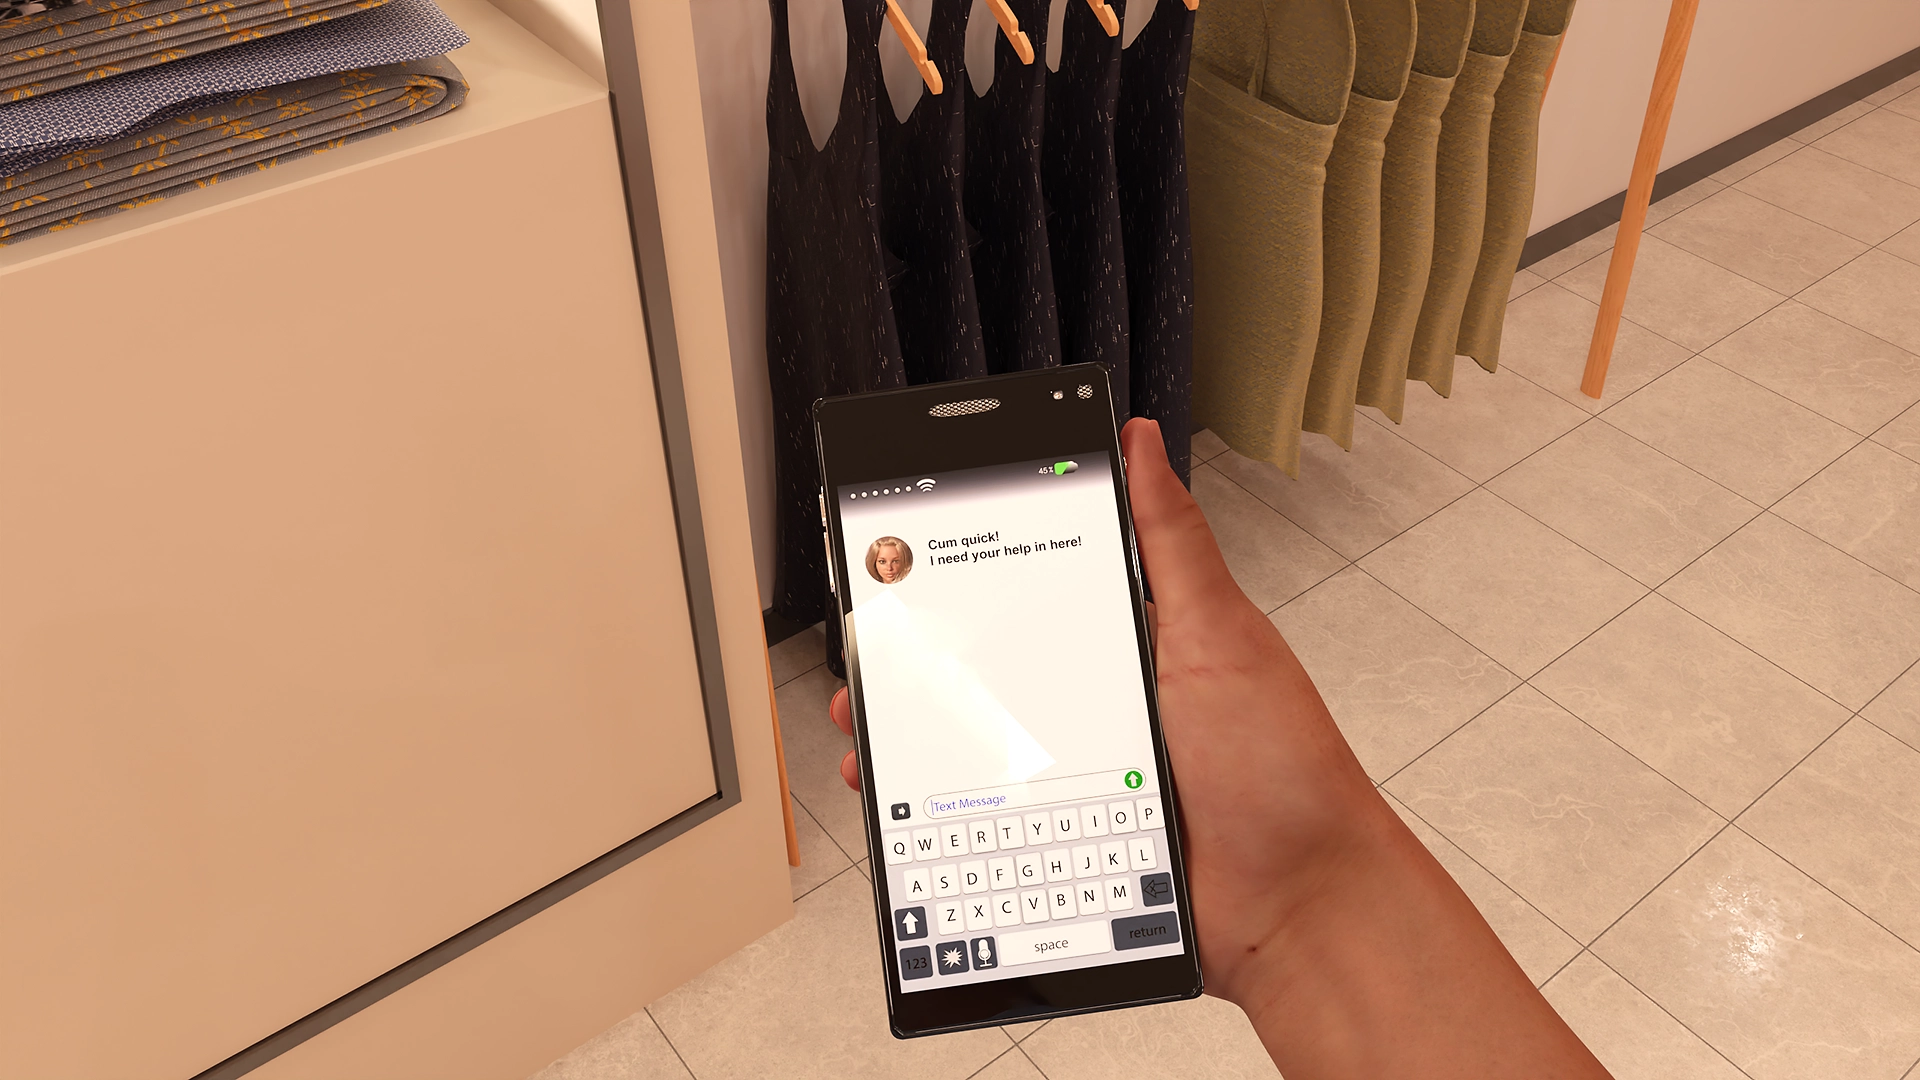 45%
Cum quick!
I need your help in here!
Text Message
Q W E R T Y U I O P
A S D F G H J K L
Z X C V B N M
123 space return